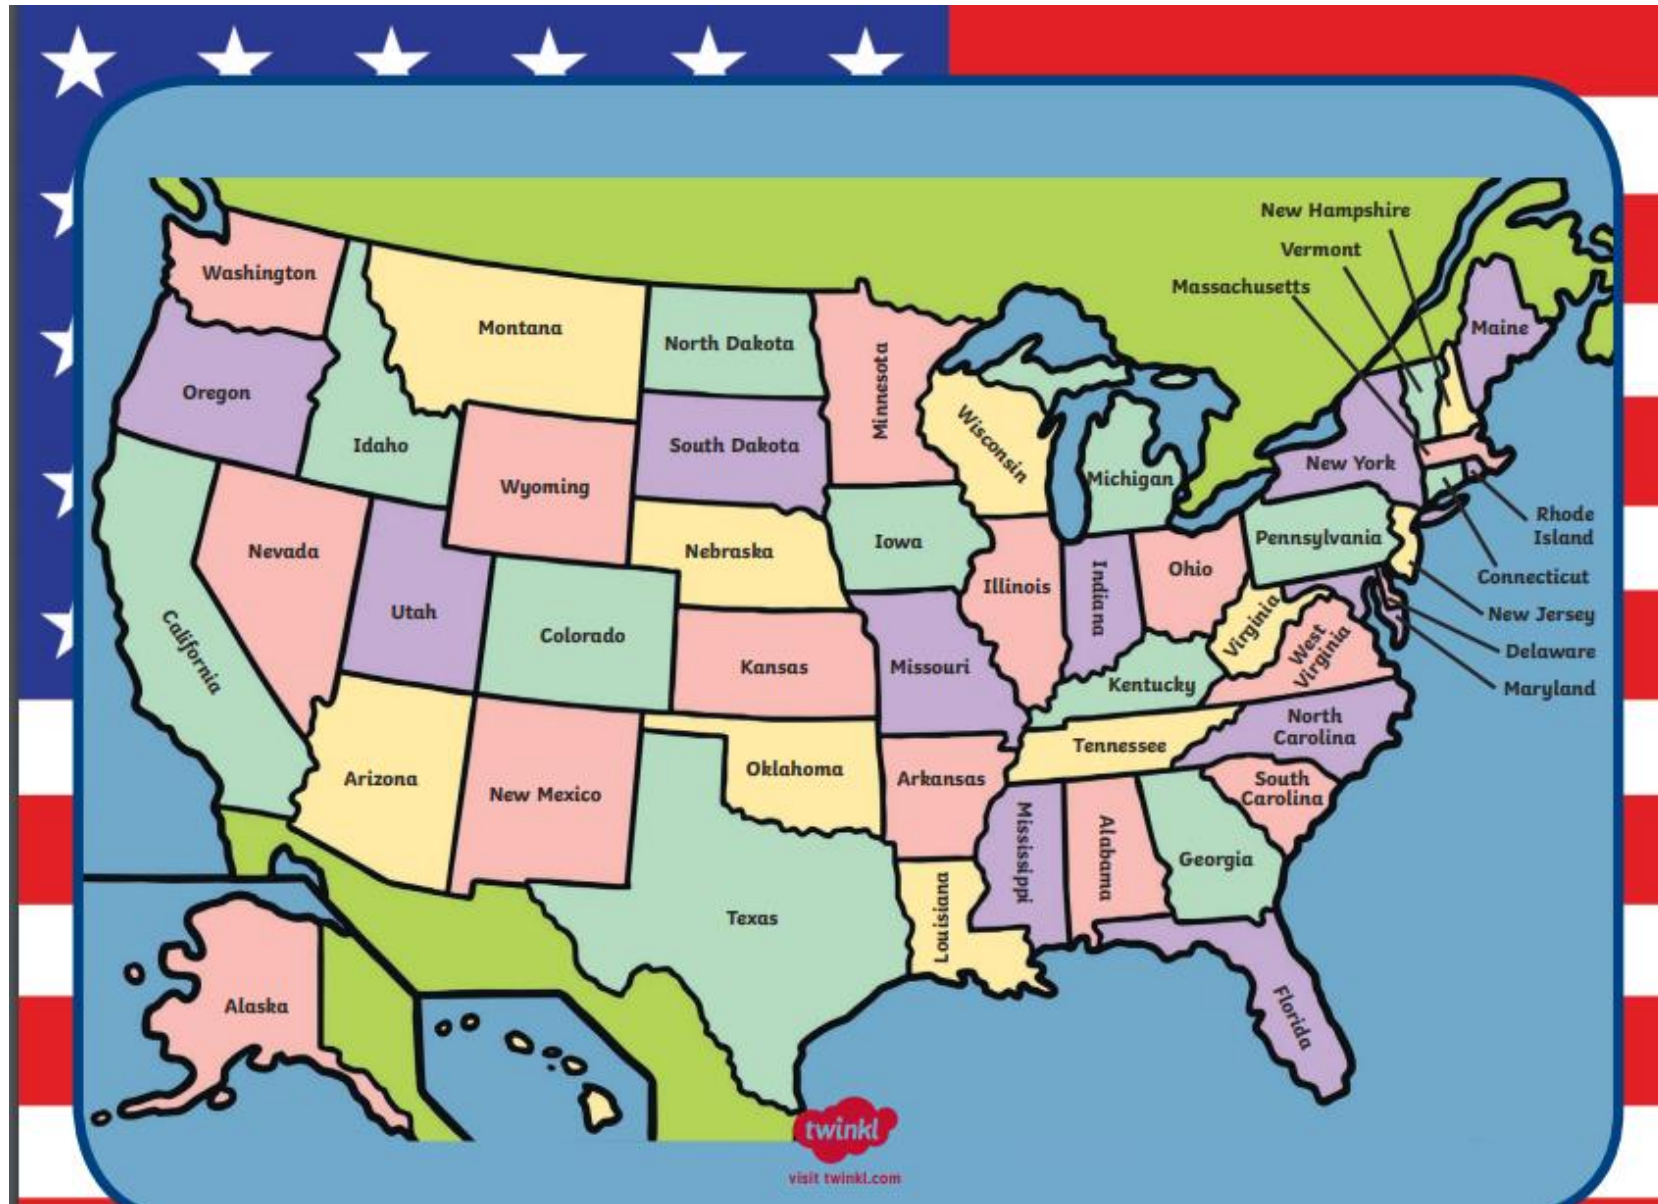 New Hampshire
Vermont
Massachusetts
Washington
Montana
North Dakota
Minnesota
Maine
Oregon
Idaho
South Dakota
Wisconsin
Michigan
New York
Wyoming
Rhode
Island
Nevada
Nebraska
Iowa
Illinois
Indiana
Ohio
Pennsylvania
Connecticut
New Jersey
Delaware
Maryland
California
Utah
Colorado
Kansas
Missouri
Kentucky
Virginia
West
Virginia
North
Carolina
Tennessee
Arizona
New Mexico
Oklahoma
Arkansas
South
Carolina
Mississippi
Alabama
Georgia
Texas
Louisiana
Florida
Alaska
twinkl
visit twinkl.com